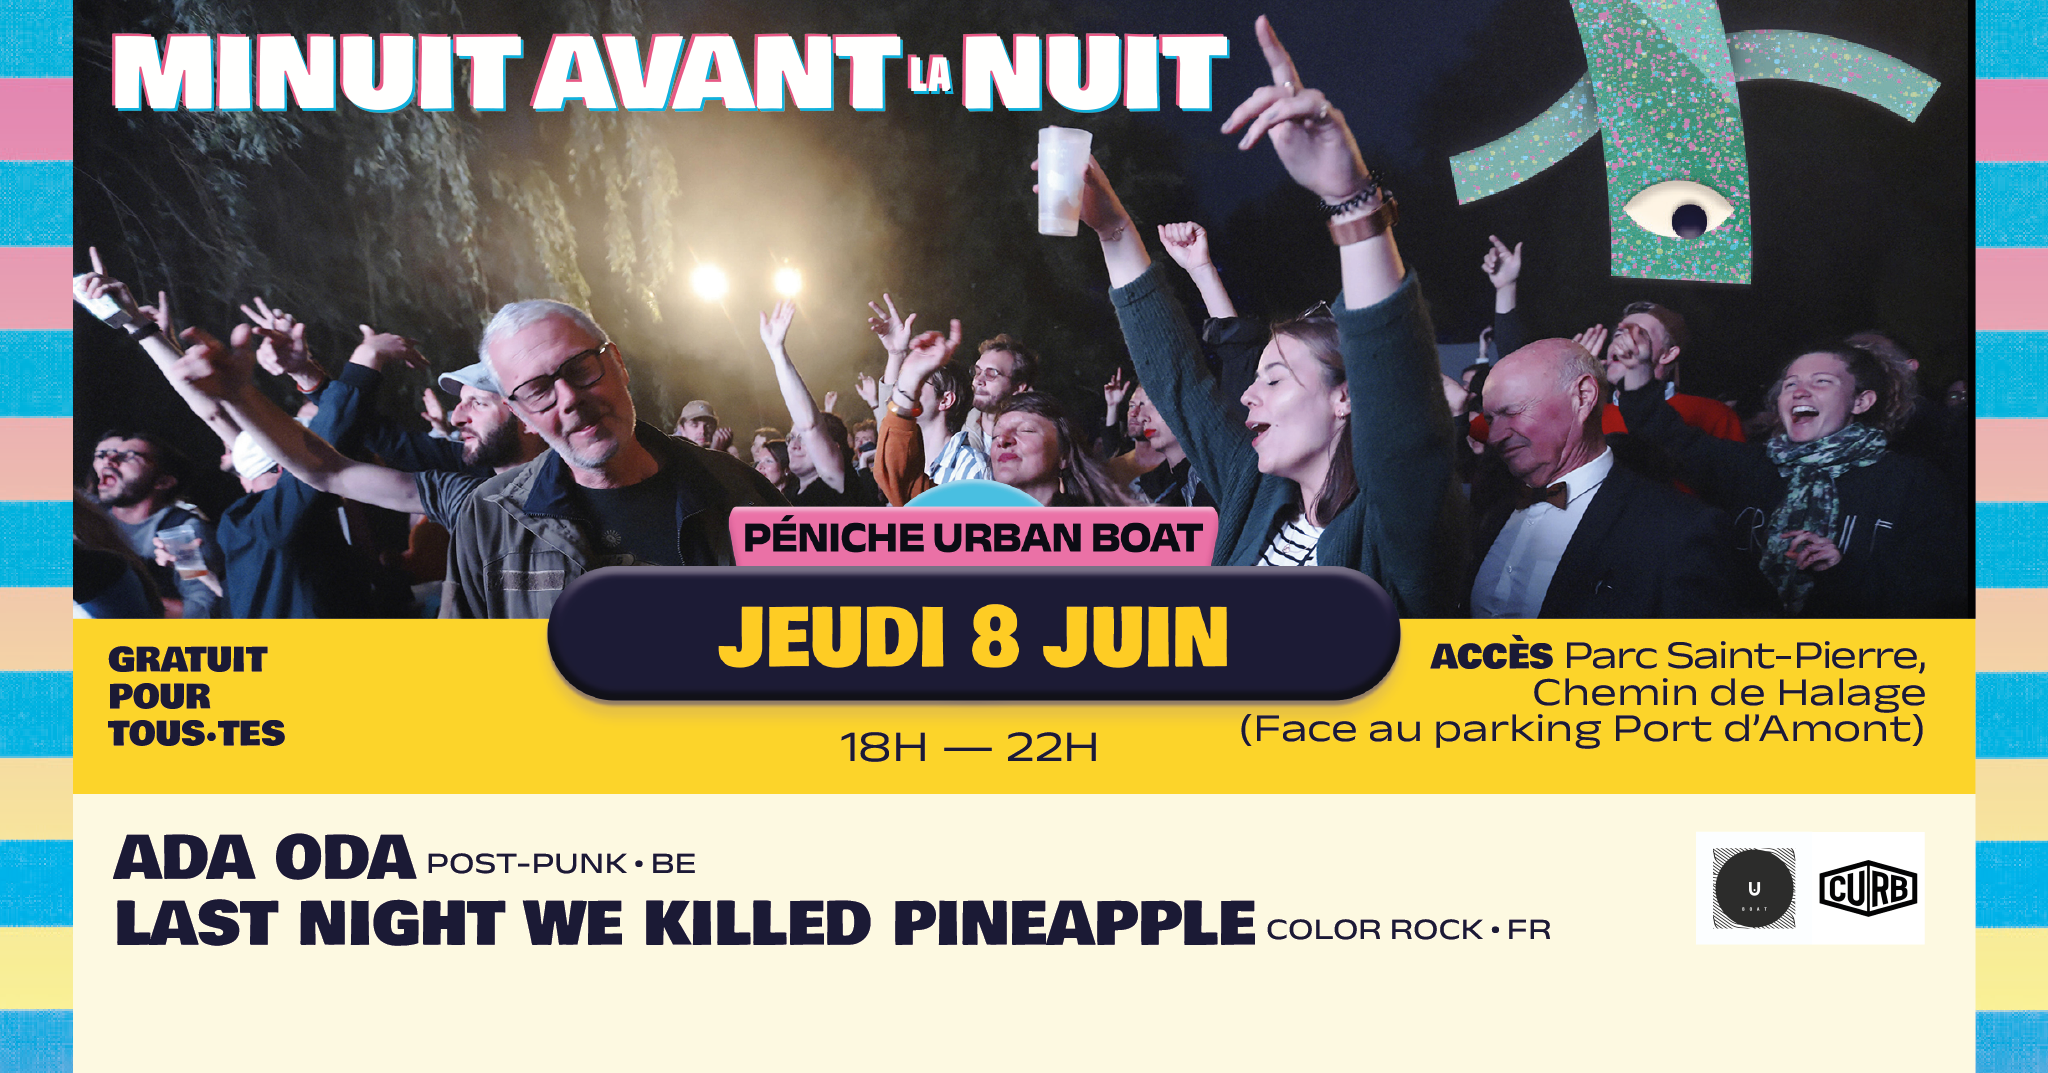 MINUIT AVANT LA NUIT
PÉNICHE URBAN BOAT
JEUDI 8 JUIN
18H — 22H
GRATUIT
POUR
TOUS•TES
ACCÈS Parc Saint-Pierre,
Chemin de Halage
(Face au parking Port d'Amont)
ADA ODA POST-PUNK • BE
LAST NIGHT WE KILLED PINEAPPLE COLOR ROCK • FR
U
BOAT
CURB